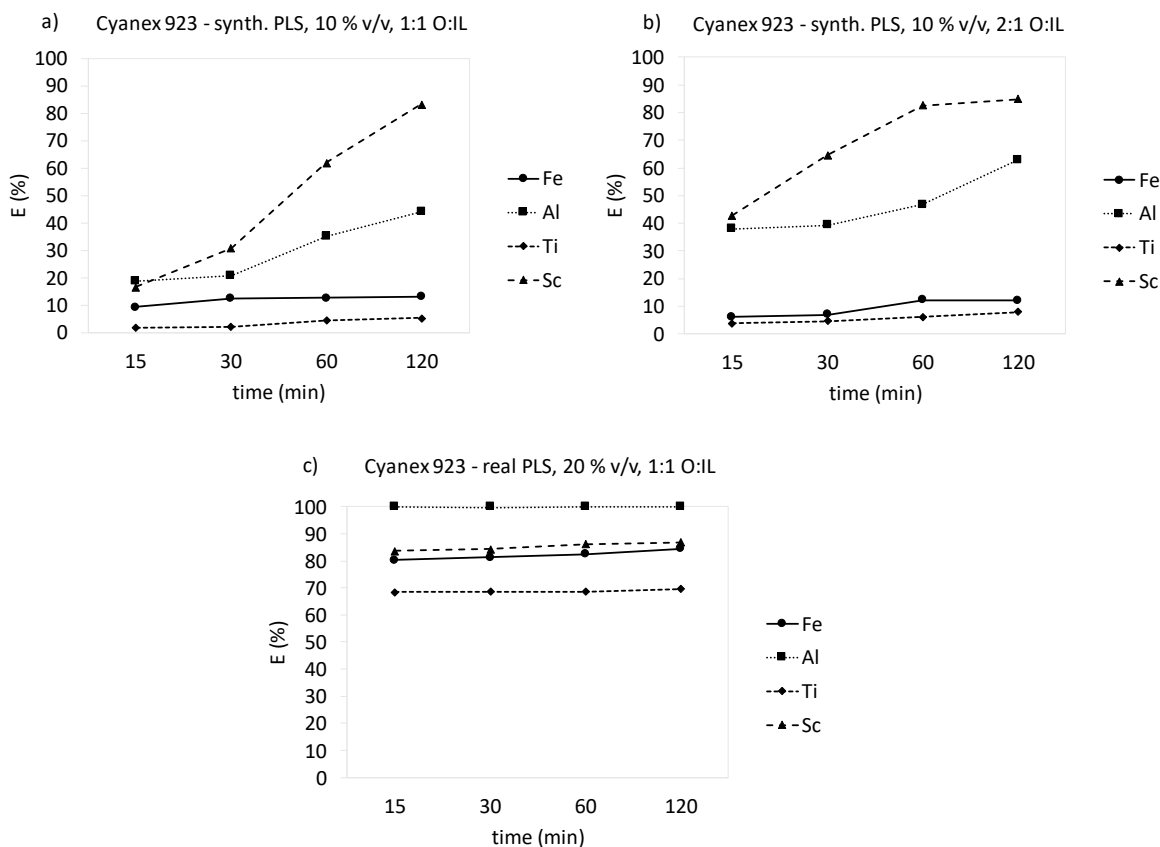 a) Cyanex 923 - synth. PLS, 10 % v/v, 1:1 O:IL
100
90
80
70
60
50
40
30
20
10
0
E (%)
15 30 60 120
time (min)
Fe
Al
Ti
Sc
b) Cyanex 923 - synth. PLS, 10 % v/v, 2:1 O:IL
100
90
80
70
60
50
40
30
20
10
0
E (%)
15 30 60 120
time (min)
Fe
Al
Ti
Sc
c) Cyanex 923 - real PLS, 20 % v/v, 1:1 O:IL
100
90
80
70
60
50
40
30
20
10
0
E (%)
15 30 60 120
time (min)
Fe
Al
Ti
Sc